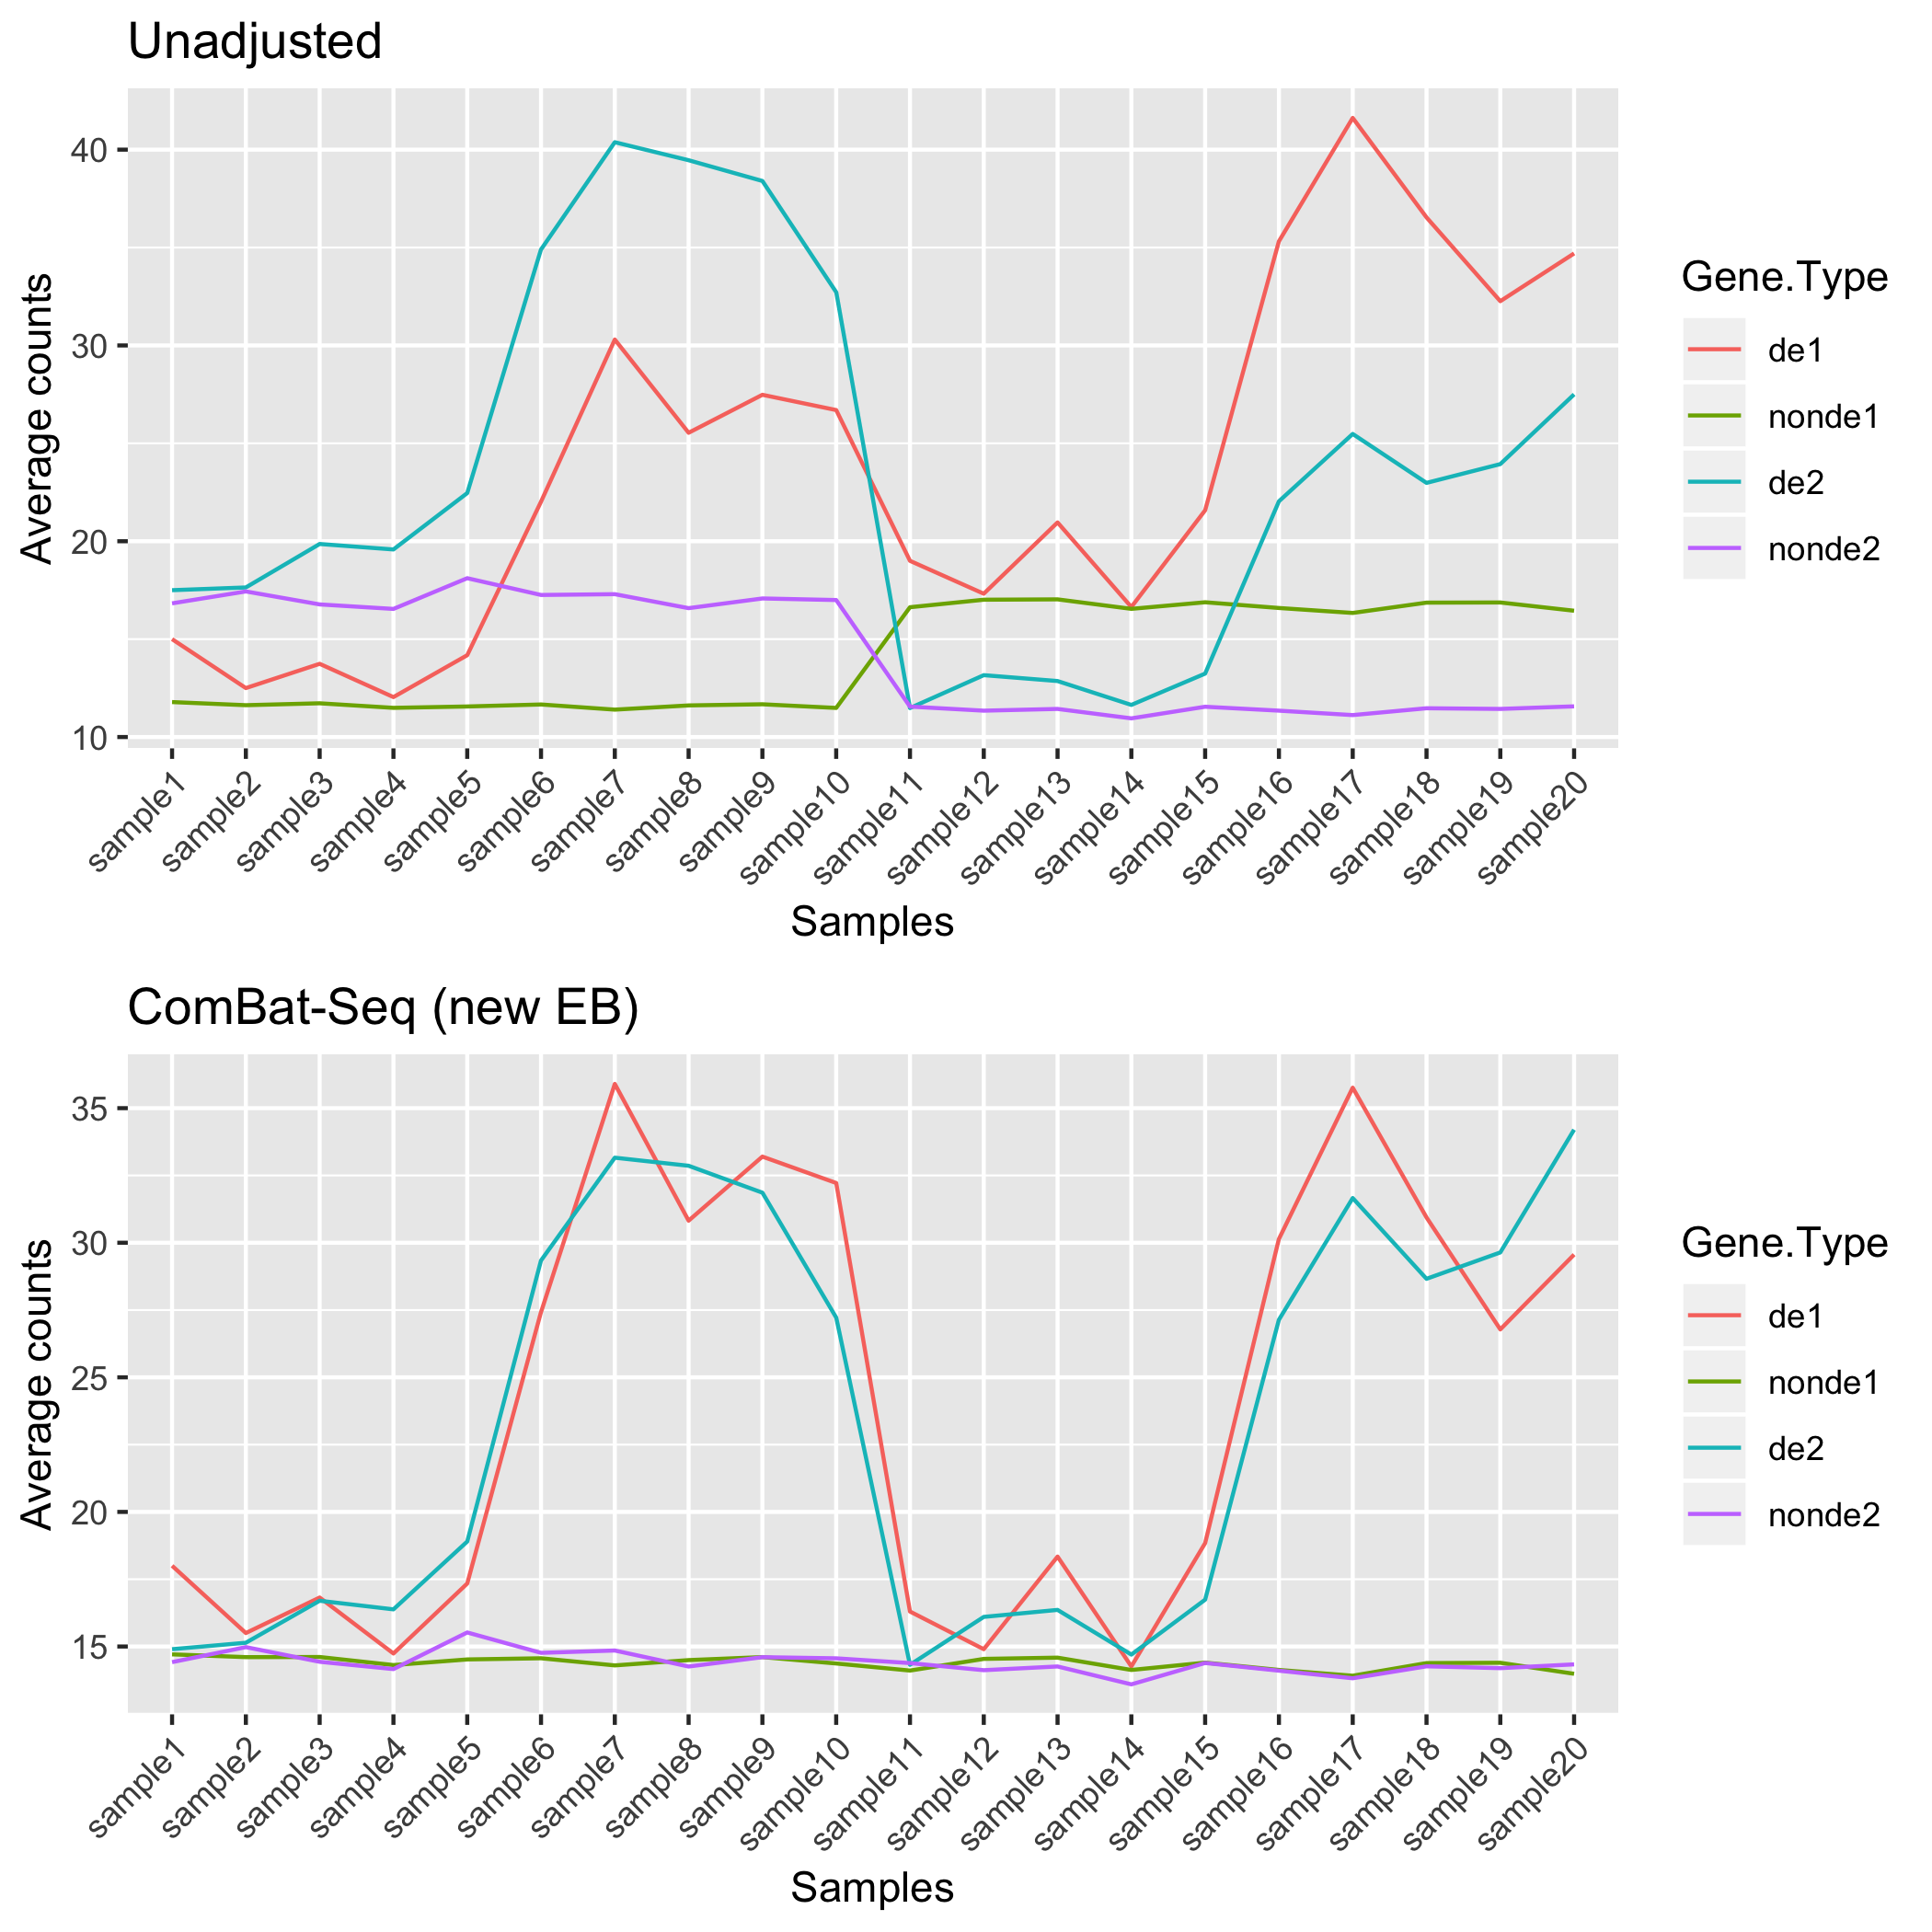 Unadjusted
Average counts
40
30
20
10
sample1
sample2
sample3
sample4
sample5
sample6
sample7
sample8
sample9
sample10
sample11
sample12
sample13
sample14
sample15
sample16
sample17
sample18
sample19
sample20
Samples
Gene.Type
de1
nonde1
de2
nonde2
ComBat-Seq (new EB)
Average counts
35
30
25
20
15
sample1
sample2
sample3
sample4
sample5
sample6
sample7
sample8
sample9
sample10
sample11
sample12
sample13
sample14
sample15
sample16
sample17
sample18
sample19
sample20
Samples
Gene.Type
de1
nonde1
de2
nonde2